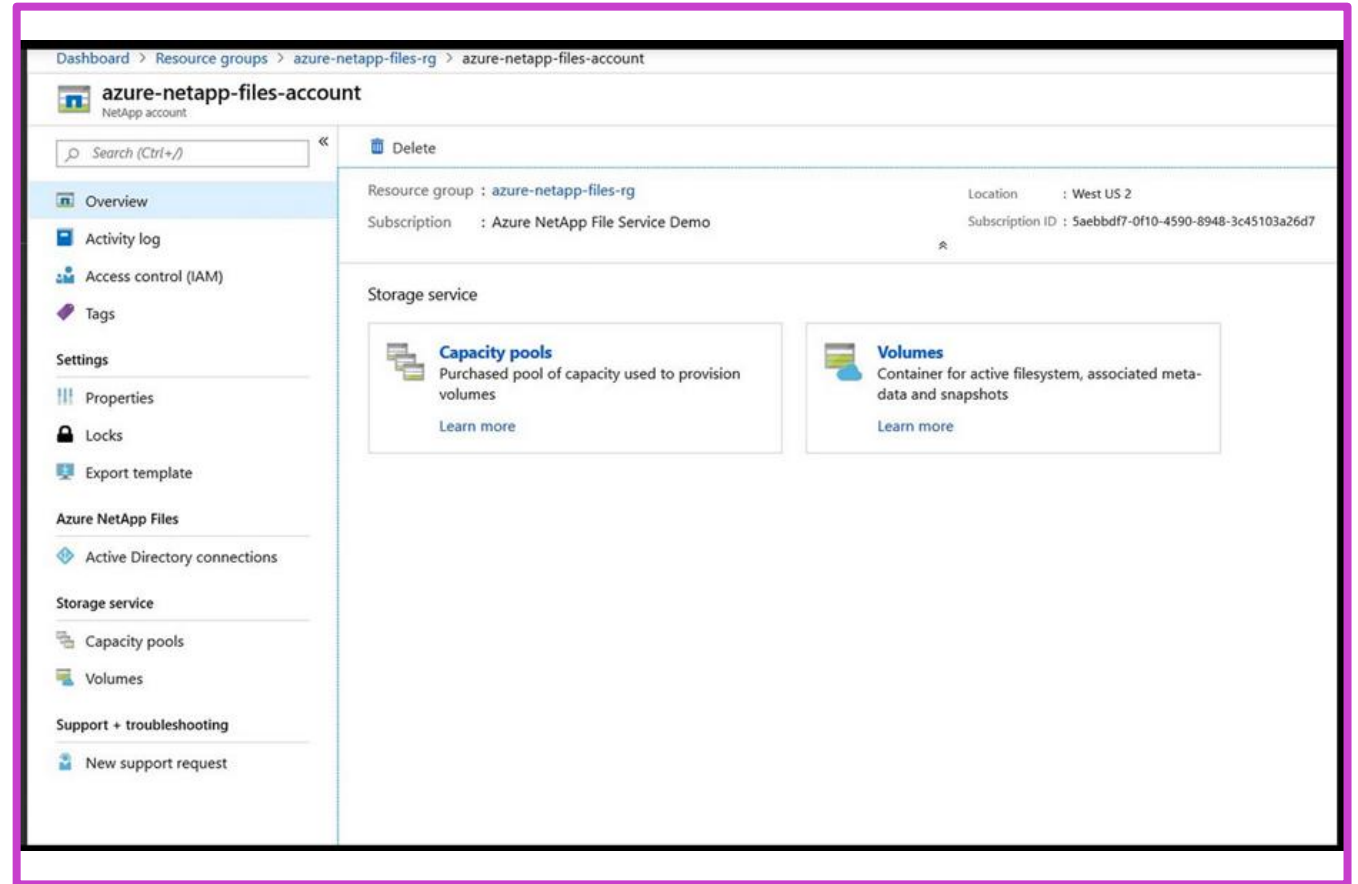 Dashboard > Resource groups > azure-netapp-files-rg > azure-netapp-files-account
azure-netapp-files-account
NetApp account
Search (Ctrl+/)
«
Delete
Overview
Activity log
Access control (IAM)
Tags
Settings
Properties
Locks
Export template
Azure NetApp Files
Active Directory connections
Storage service
Capacity pools
Volumes
Support + troubleshooting
New support request
Resource group : azure-netapp-files-rg
Subscription : Azure NetApp File Service Demo
Location : West US 2
Subscription ID : 5aebbdf7-0f10-4590-8948-3c45103a26d7
Storage service
Capacity pools
Purchased pool of capacity used to provision
volumes
Learn more
Volumes
Container for active filesystem, associated meta-
data and snapshots
Learn more